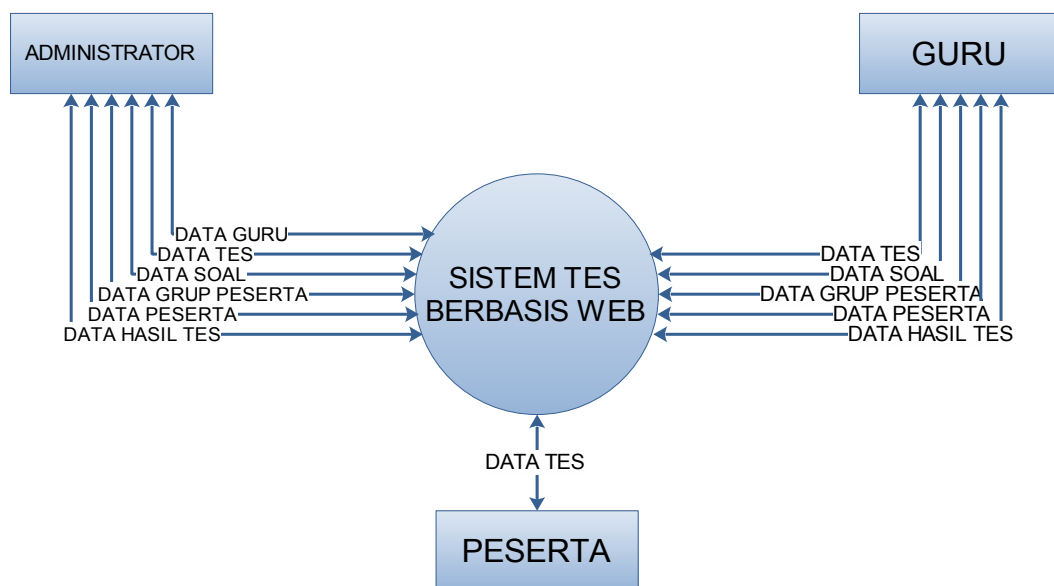 ADMINISTRATOR
GURU
DATA GURU
DATA TES
DATA SOAL
DATA GRUP PESERTA
DATA PESERTA
DATA HASIL TES
SISTEM TES
BERBASIS WEB
DATA TES
DATA SOAL
DATA GRUP PESERTA
DATA PESERTA
DATA HASIL TES
DATA TES
PESERTA